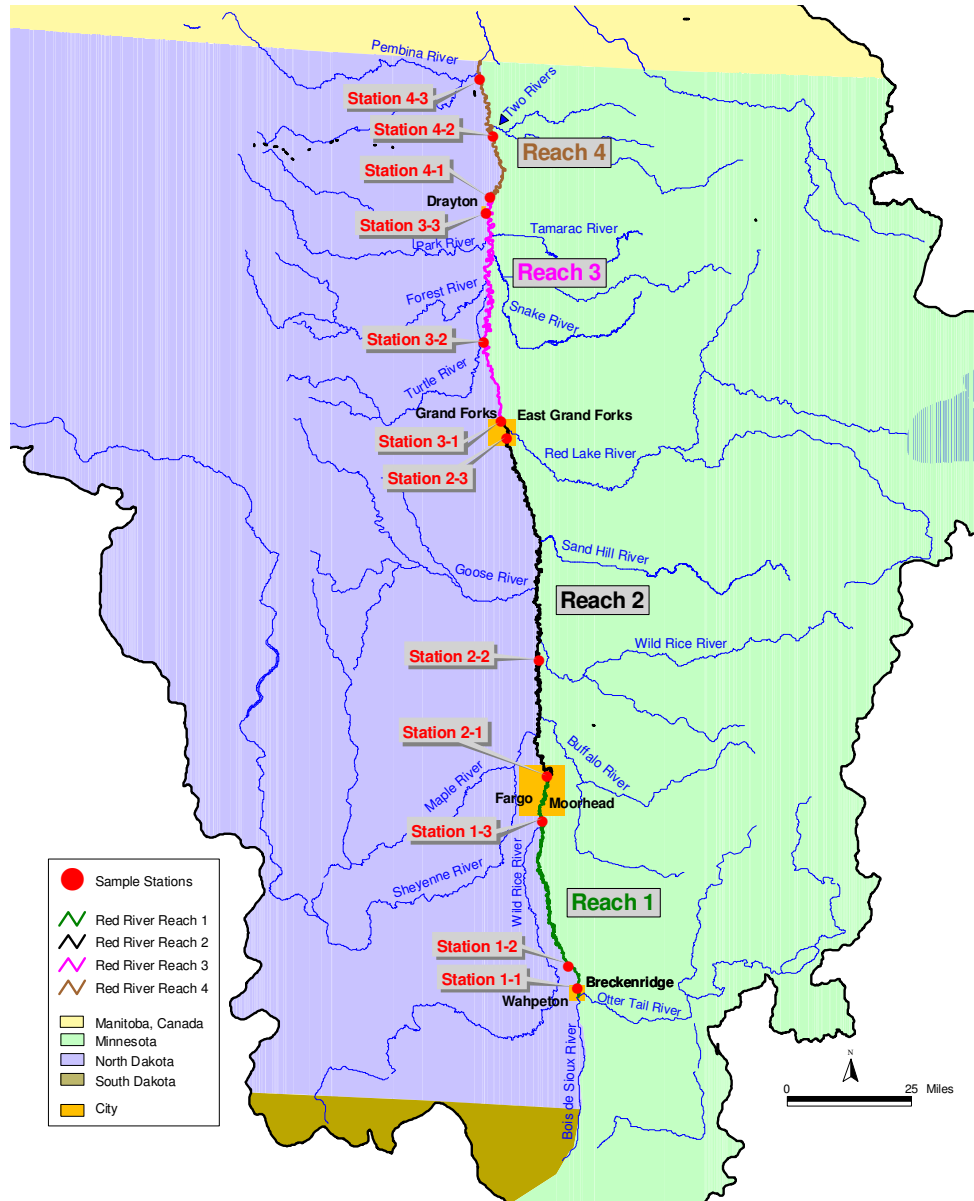 Pembina River
Station 4-3
Two Rivers
Station 4-2
Reach 4
Station 4-1
Drayton
Station 3-3
Tamarac River
Park River
Reach 3
Forest River
Snake River
Station 3-2
Turtle River
Grand Forks
East Grand Forks
Station 3-1
Red Lake River
Station 2-3
Sand Hill River
Goose River
Reach 2
Wild Rice River
Station 2-2
Station 2-1
Buffalo River
Maple River
Fargo
Moorhead
Station 1-3
Sheyenne River
Wild Rice River
Reach 1
Station 1-2
Station 1-1
Breckenridge
Wahpeton
Otter Tail River
Bois de Sioux River
Sample Stations
Red River Reach 1
Red River Reach 2
Red River Reach 3
Red River Reach 4
Manitoba, Canada
Minnesota
North Dakota
South Dakota
City
N
0 25 Miles